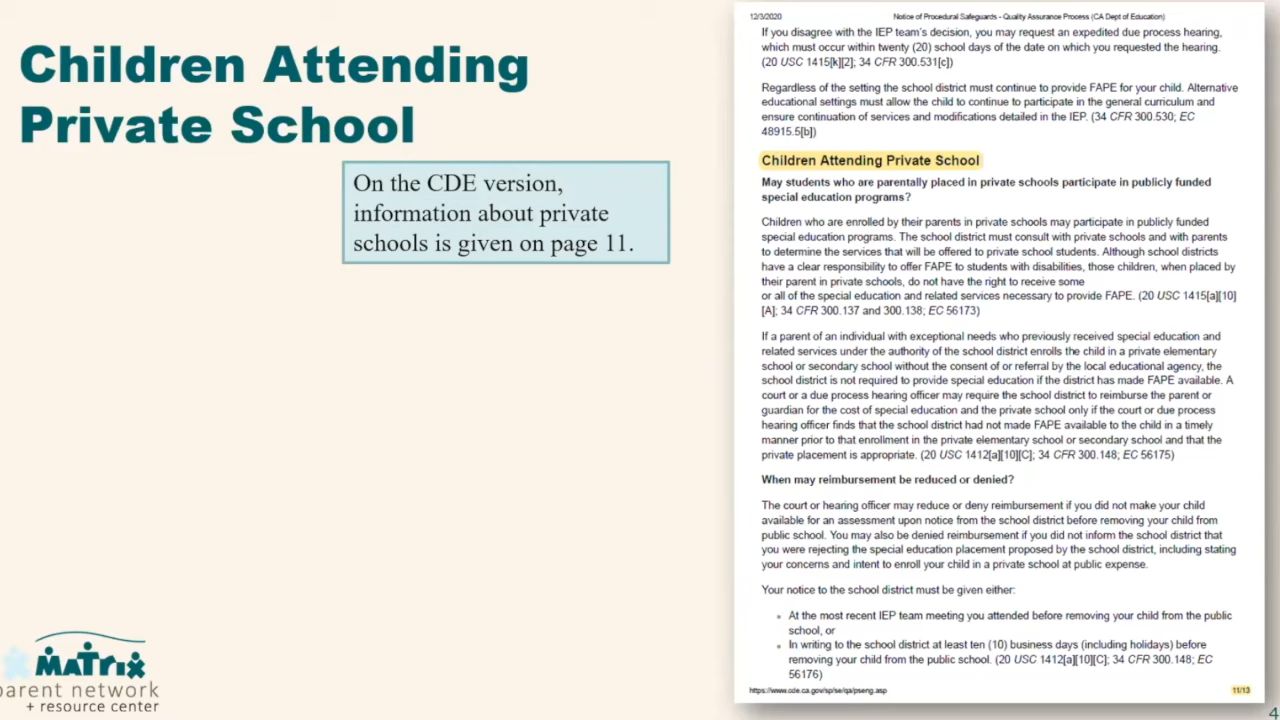 Children Attending
Private School
On the CDE version,
information about private
schools is given on page 11.
12/3/2020
Notice of Procedural Safeguards - Quality Assurance Process (CA Dept of Education)
If you disagree with the IEP team's decision, you may request an expedited due process hearing,
which must occur within twenty (20) school days of the date on which you requested the hearing.
(20 USC 1415[k][2]; 34 CFR 300.531[c])
Regardless of the setting the school district must continue to provide FAPE for your child. Alternative
educational settings must allow the child to continue to participate in the general curriculum and
ensure continuation of services and modifications detailed in the IEP. (34 CFR 300.530; EC
48915.5[b])
Children Attending Private School
May students who are parentally placed in private schools participate in publicly funded
special education programs?
Children who are enrolled by their parents in private schools may participate in publicly funded
special education programs. The school district must consult with private schools and with parents
to determine the services that will be offered to private school students. Although school districts
have a clear responsibility to offer FAPE to students with disabilities, those children, when placed by
their parent in private schools, do not have the right to receive some
or all of the special education and related services necessary to provide FAPE. (20 USC 1415[a][10]
[A]; 34 CFR 300.137 and 300.138; EC 56173)
If a parent of an individual with exceptional needs who previously received special education and
related services under the authority of the school district enrolls the child in a private elementary
school or secondary school without the consent of or referral by the local educational agency, the
school district is not required to provide special education if the district has made FAPE available. A
court or a due process hearing officer may require the school district to reimburse the parent or
guardian for the cost of special education and the private school only if the court or due process
hearing officer finds that the school district had not made FAPE available to the child in a timely
manner prior to that enrollment in the private elementary school or secondary school and that the
private placement is appropriate. (20 USC 1412[a][10][C]; 34 CFR 300.148; EC 56175)
When may reimbursement be reduced or denied?
The court or hearing officer may reduce or deny reimbursement if you did not make your child
available for an assessment upon notice from the school district before removing your child from
public school. You may also be denied reimbursement if you did not inform the school district that
you were rejecting the special education placement proposed by the school district, including stating
your concerns and intent to enroll your child in a private school at public expense.
Your notice to the school district must be given either:
At the most recent IEP team meeting you attended before removing your child from the public
school, or
In writing to the school district at least ten (10) business days (including holidays) before
removing your child from the public school. (20 USC 1412[a][10][C]; 34 CFR 300.148; EC
56176)
https://www.cde.ca.gov/sp/se/qa/pseng.asp
11/13
MATRIX
parent network
+ resource center
4